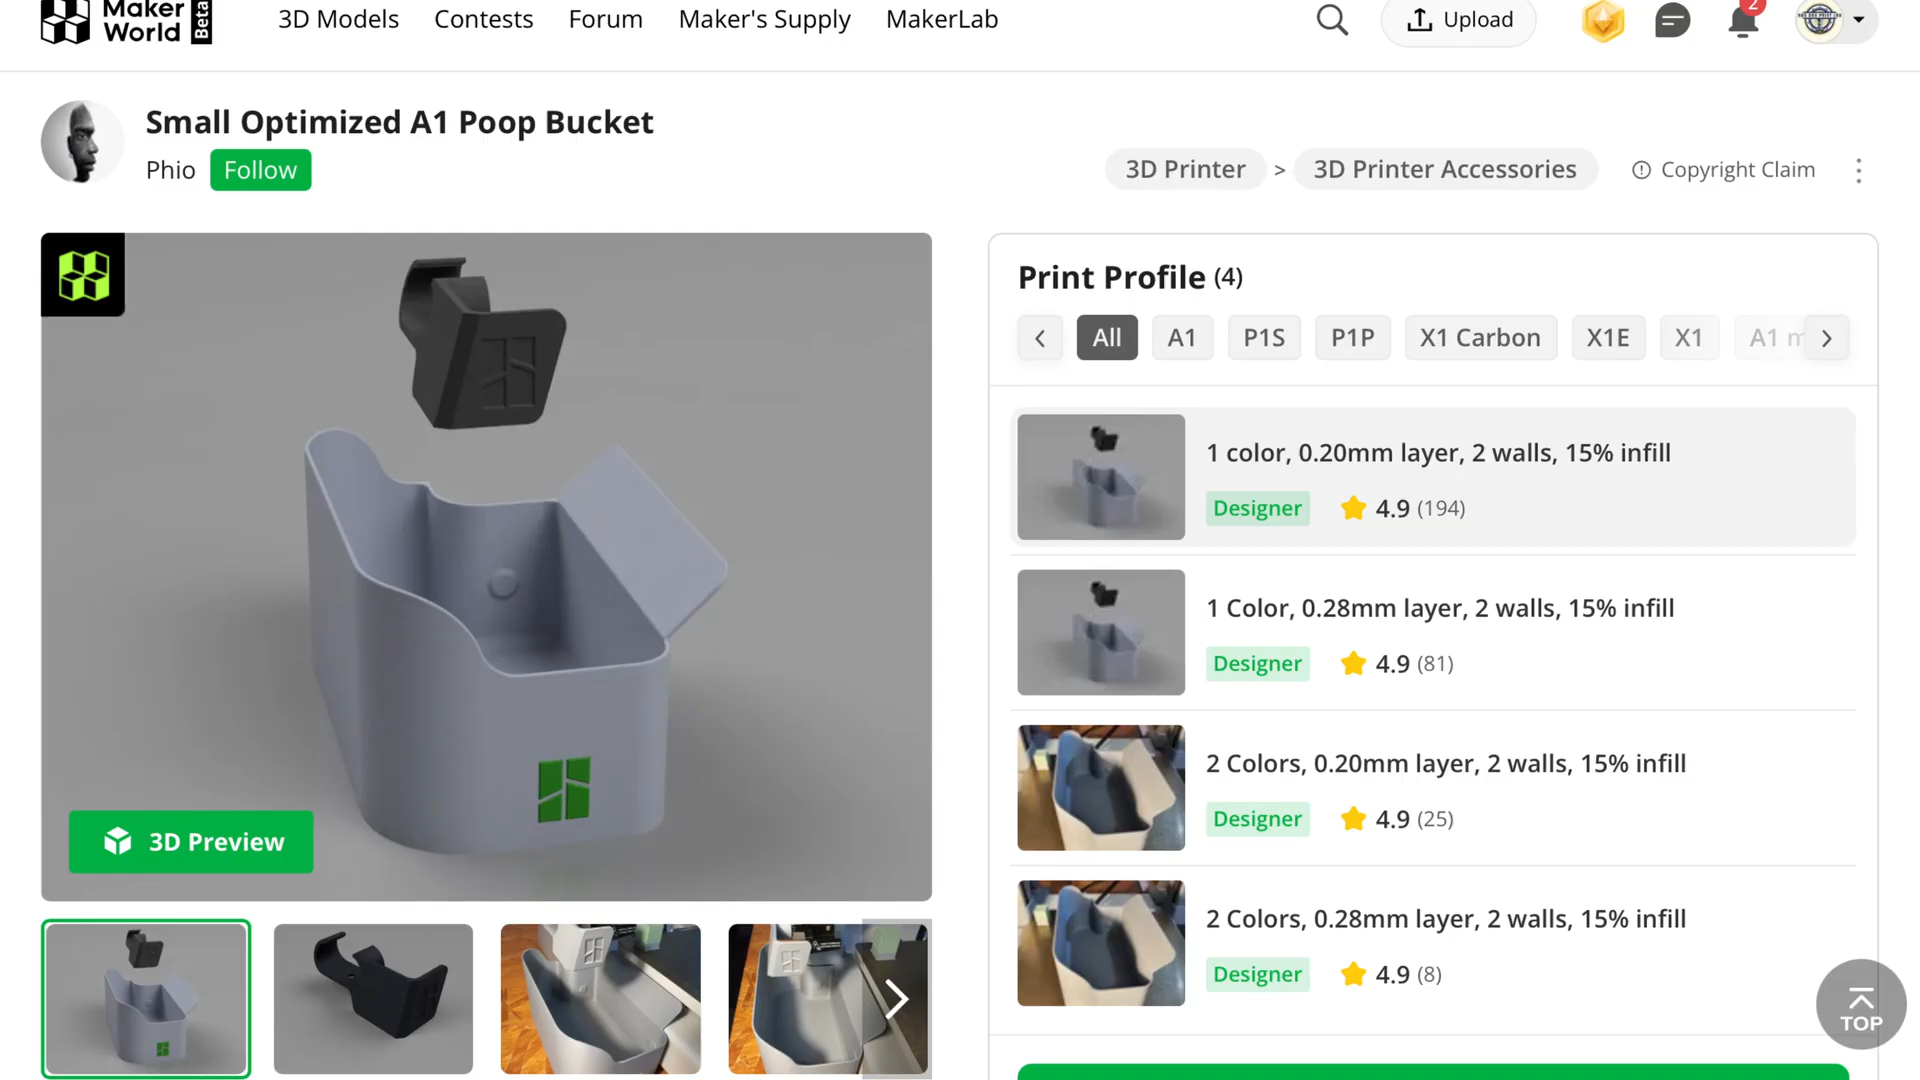 Maker
World Beta
3D Models Contests Forum Maker's Supply MakerLab
Upload
2
Small Optimized A1 Poop Bucket
Phio Follow
3D Printer > 3D Printer Accessories Copyright Claim
Print Profile (4)
All A1 P1S P1P X1 Carbon X1E X1 A1 m
1 color, 0.20mm layer, 2 walls, 15% infill
Designer 4.9 (194)
1 Color, 0.28mm layer, 2 walls, 15% infill
Designer 4.9 (81)
2 Colors, 0.20mm layer, 2 walls, 15% infill
Designer 4.9 (25)
2 Colors, 0.28mm layer, 2 walls, 15% infill
Designer 4.9 (8)
3D Preview
TOP